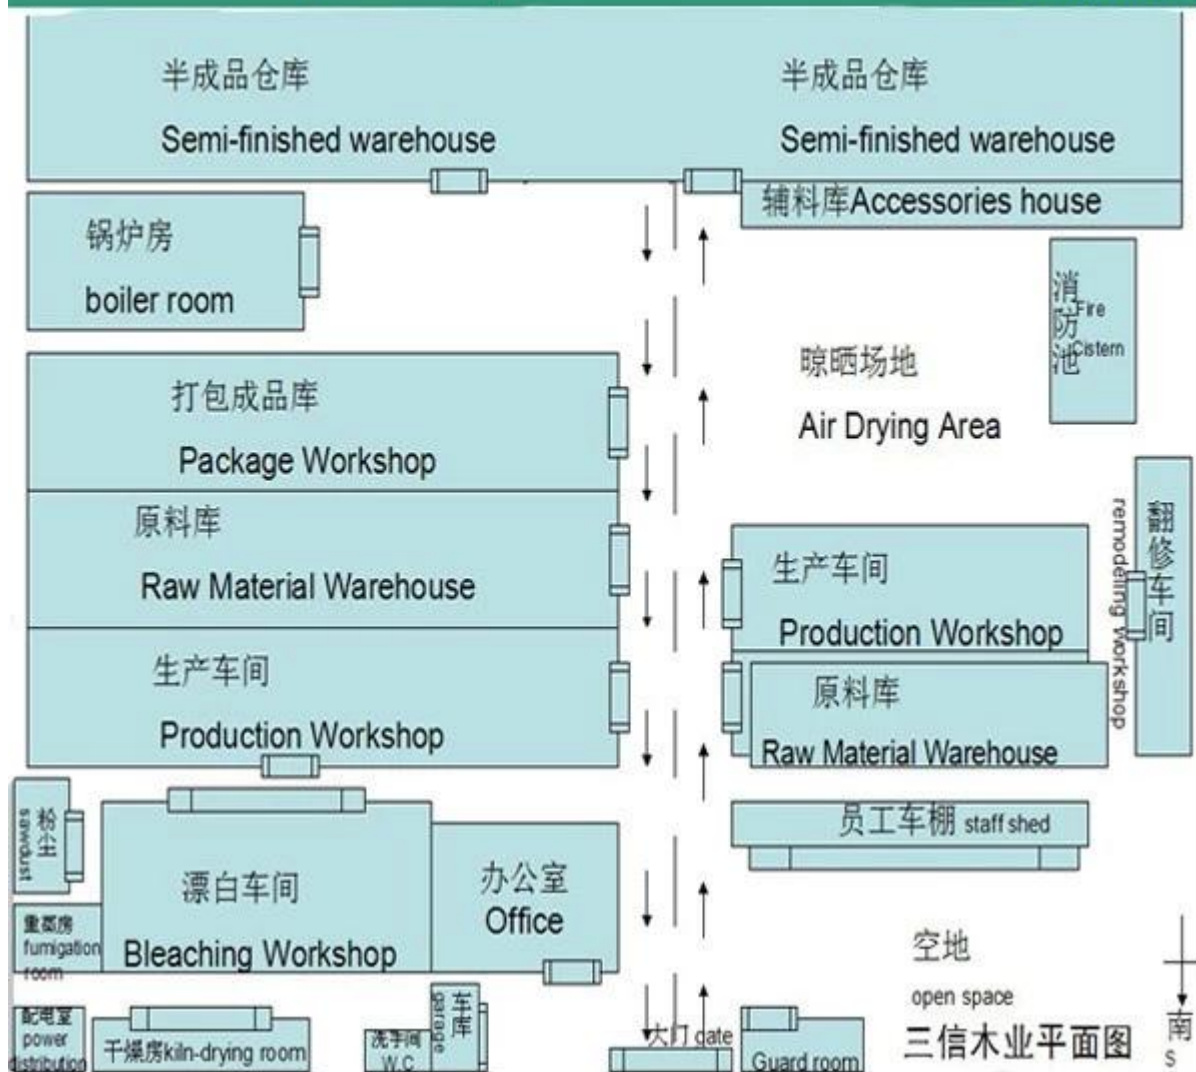 半成品仓库
Semi-finished warehouse
半成品仓库
Semi-finished warehouse
辅料库Accessories house
锅炉房
boiler room
消防池
Fire
Cistern
晾晒场地
Air Drying Area
打包成品库
Package Workshop
原料库
Raw Material Warehouse
生产车间
Production Workshop
生产车间
Production Workshop
原料库
Raw Material Warehouse
翻修车间
remodeling workshop
粉尘
sawdust
漂白车间
Bleaching Workshop
办公室
Office
员工车棚 staff shed
重蒸房
fumigation
room
空地
open space
配电室
power
distribution
干燥房kiln-drying room
洗手间
W.C
车库
garage
大门 gate
Guard room
三信木业平面图
南
S